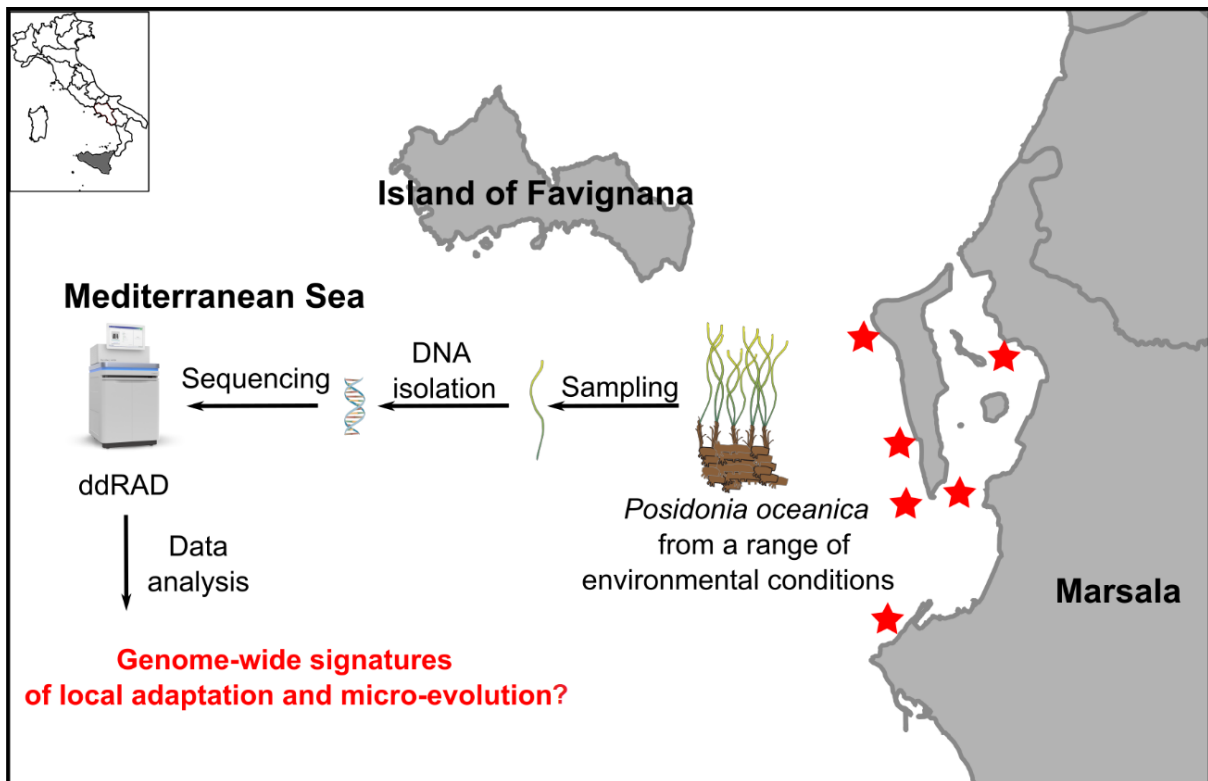 Island of Favignana
Mediterranean Sea
DNA
isolation
Sequencing
Sampling
ddRAD
Posidonia oceanica
from a range of
environmental conditions
Data
analysis
Marsala
Genome-wide signatures
of local adaptation and micro-evolution?